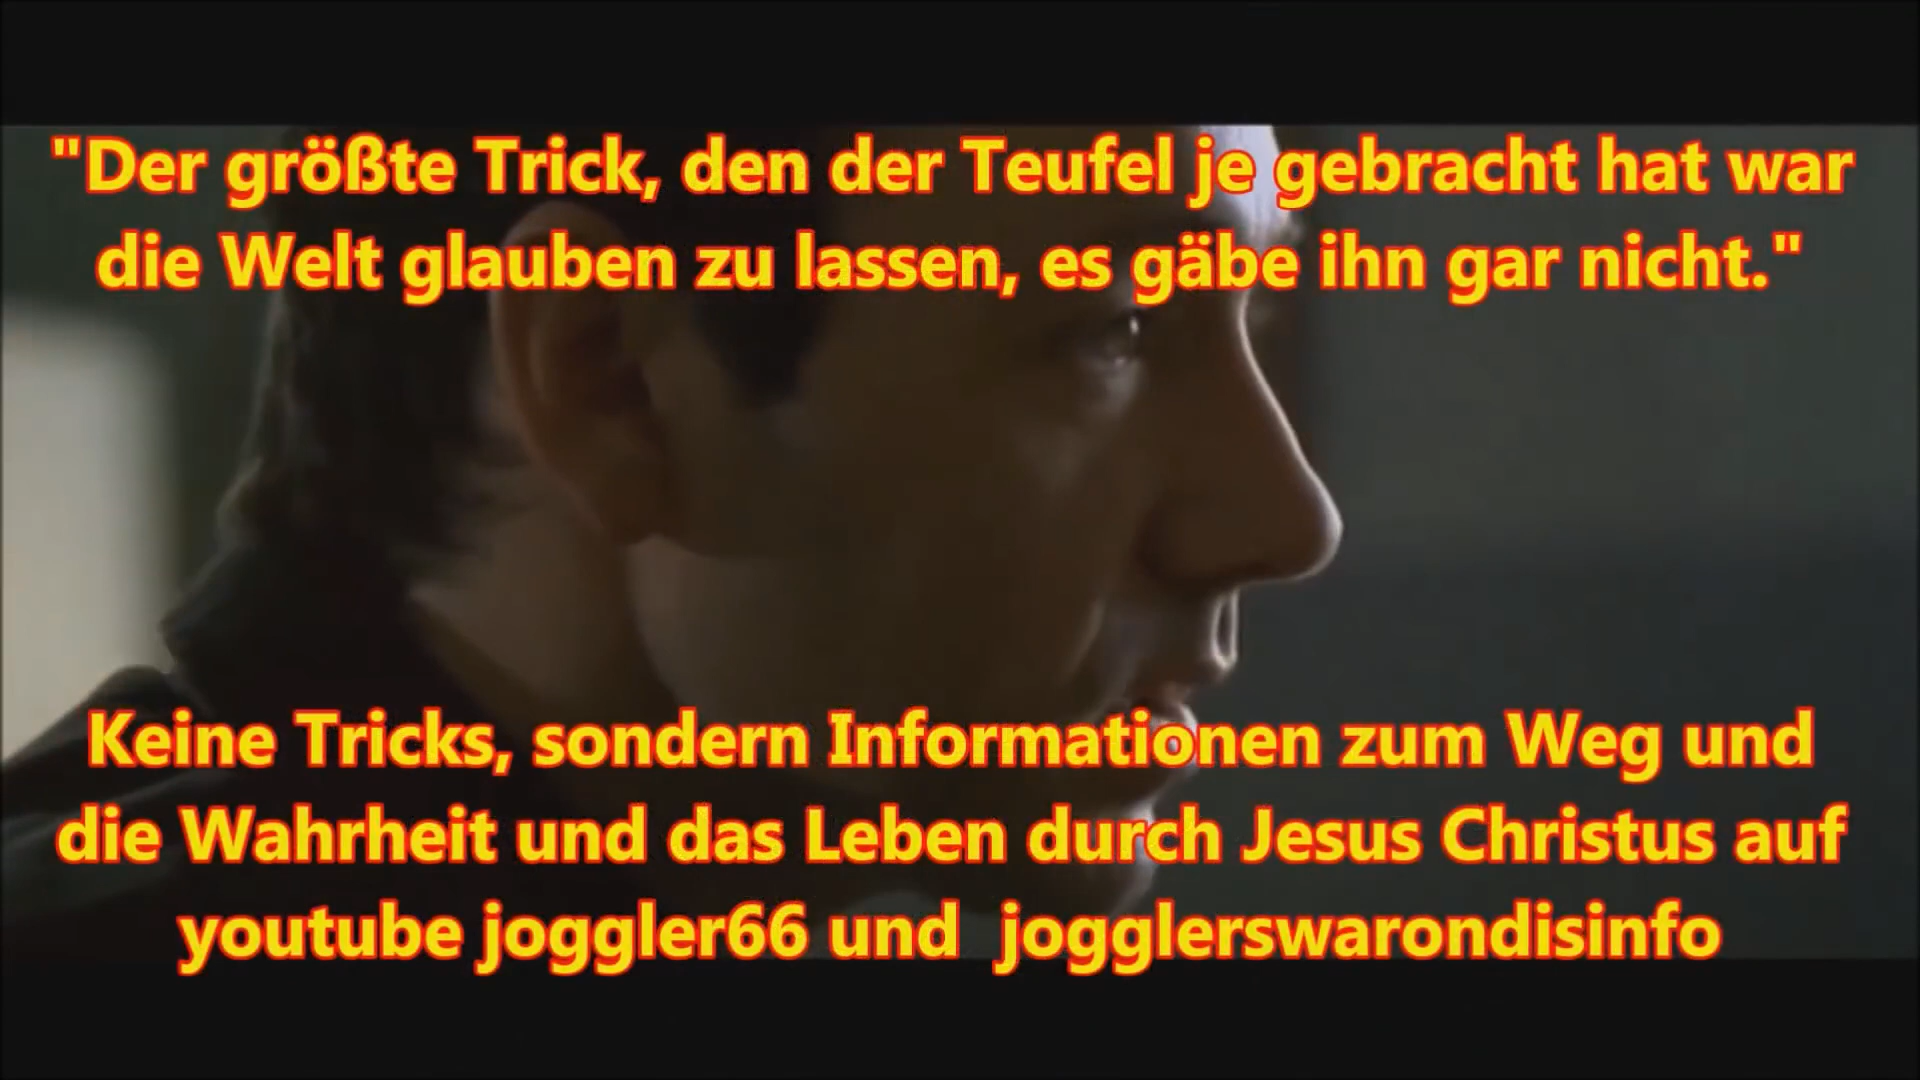 "Der größte Trick, den der Teufel je gebracht hat war
die Welt glauben zu lassen, es gäbe ihn gar nicht."
Keine Tricks, sondern Informationen zum Weg und
die Wahrheit und das Leben durch Jesus Christus auf
youtube joggler66 und  jogglerswarondisinfo